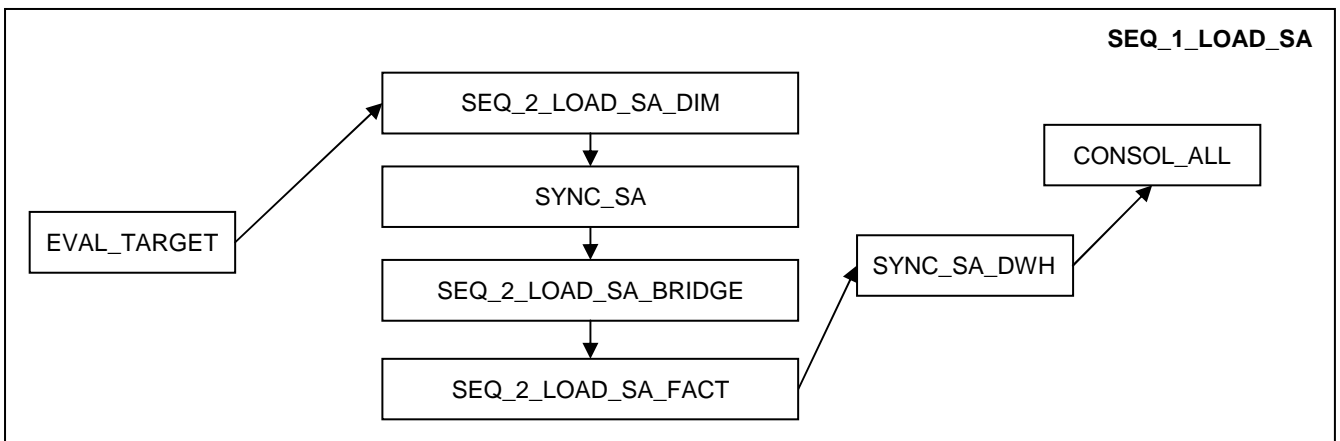 SEQ_1_LOAD_SA
EVAL_TARGET
SEQ_2_LOAD_SA_DIM
SYNC_SA
SEQ_2_LOAD_SA_BRIDGE
SEQ_2_LOAD_SA_FACT
SYNC_SA_DWH
CONSOL_ALL